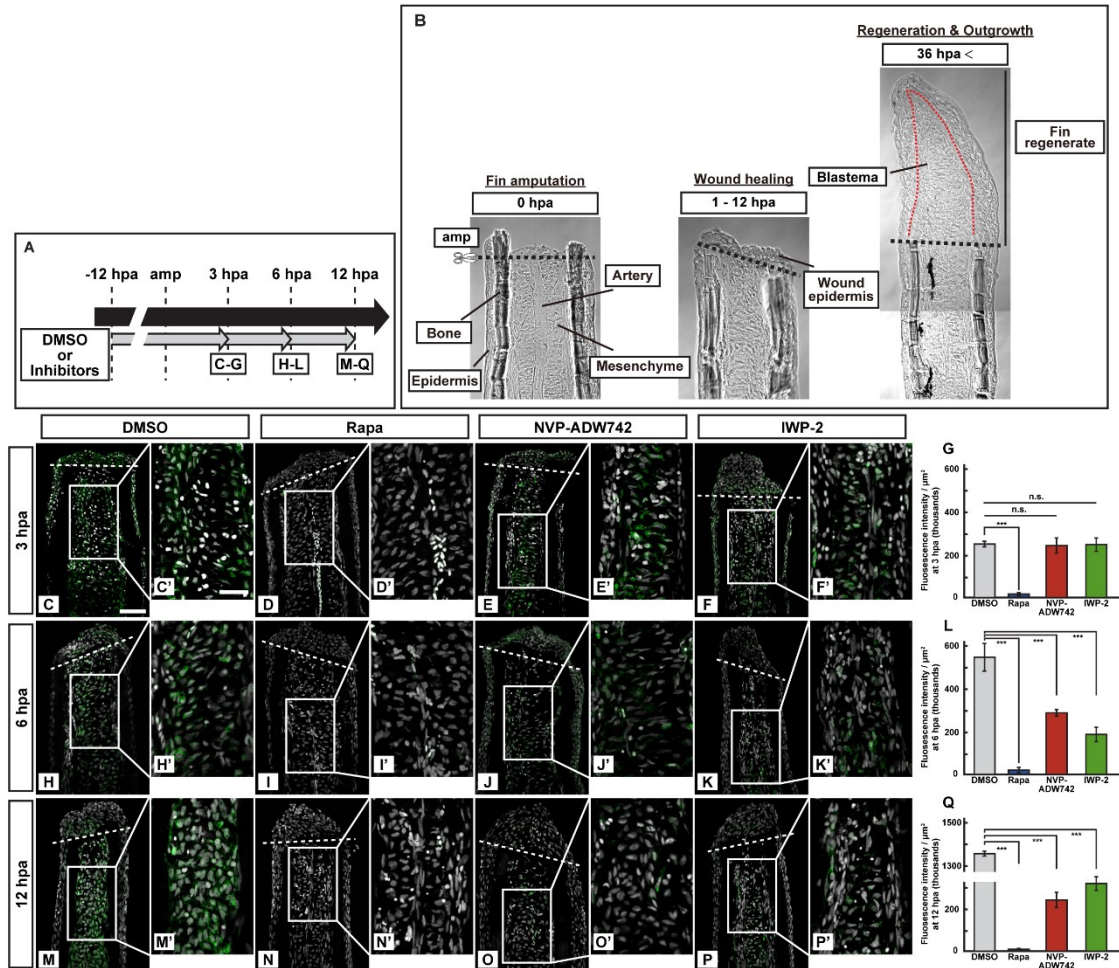 A
-12 hpa amp 3 hpa 6 hpa 12 hpa
DMSO
or
Inhibitors
C-G H-L M-Q
B
Regeneration & Outgrowth
36 hpa <
Fin
regenerate
Blastema
Fin amputation
0 hpa
Wound healing
1 - 12 hpa
amp
Artery
Wound
epidermis
Bone
Mesenchyme
Epidermis
DMSO Rapa NVP-ADW742 IWP-2
3 hpa
C C' D D' E E' F F'
G
Fluosescence intensity / μm²
at 3 hpa (thousands)
600
400
200
0
n.s.
n.s.
***
DMSO Rapa NVP-
ADW742 IWP-2
6 hpa
H H' I I' J J' K K'
L
Fluosescence intensity / μm²
at 6 hpa (thousands)
600
400
200
0
*** *** ***
DMSO Rapa NVP-
ADW742 IWP-2
12 hpa
M M' N N' O O' P P'
Q
Fluosescence intensity / μm²
at 12 hpa (thousands)
1500
1300
200
0
*** *** ***
DMSO Rapa NVP-
ADW742 IWP-2